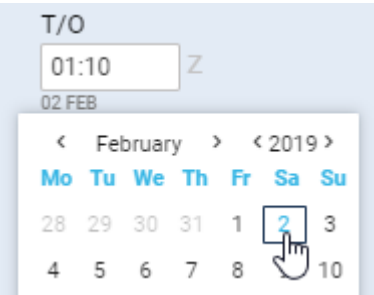 T/O
01:10 Z
02 FEB
< February > < 2019 >
Mo Tu We Th Fr Sa Su
28 29 30 31 1 2 3
4 5 6 7 8 10